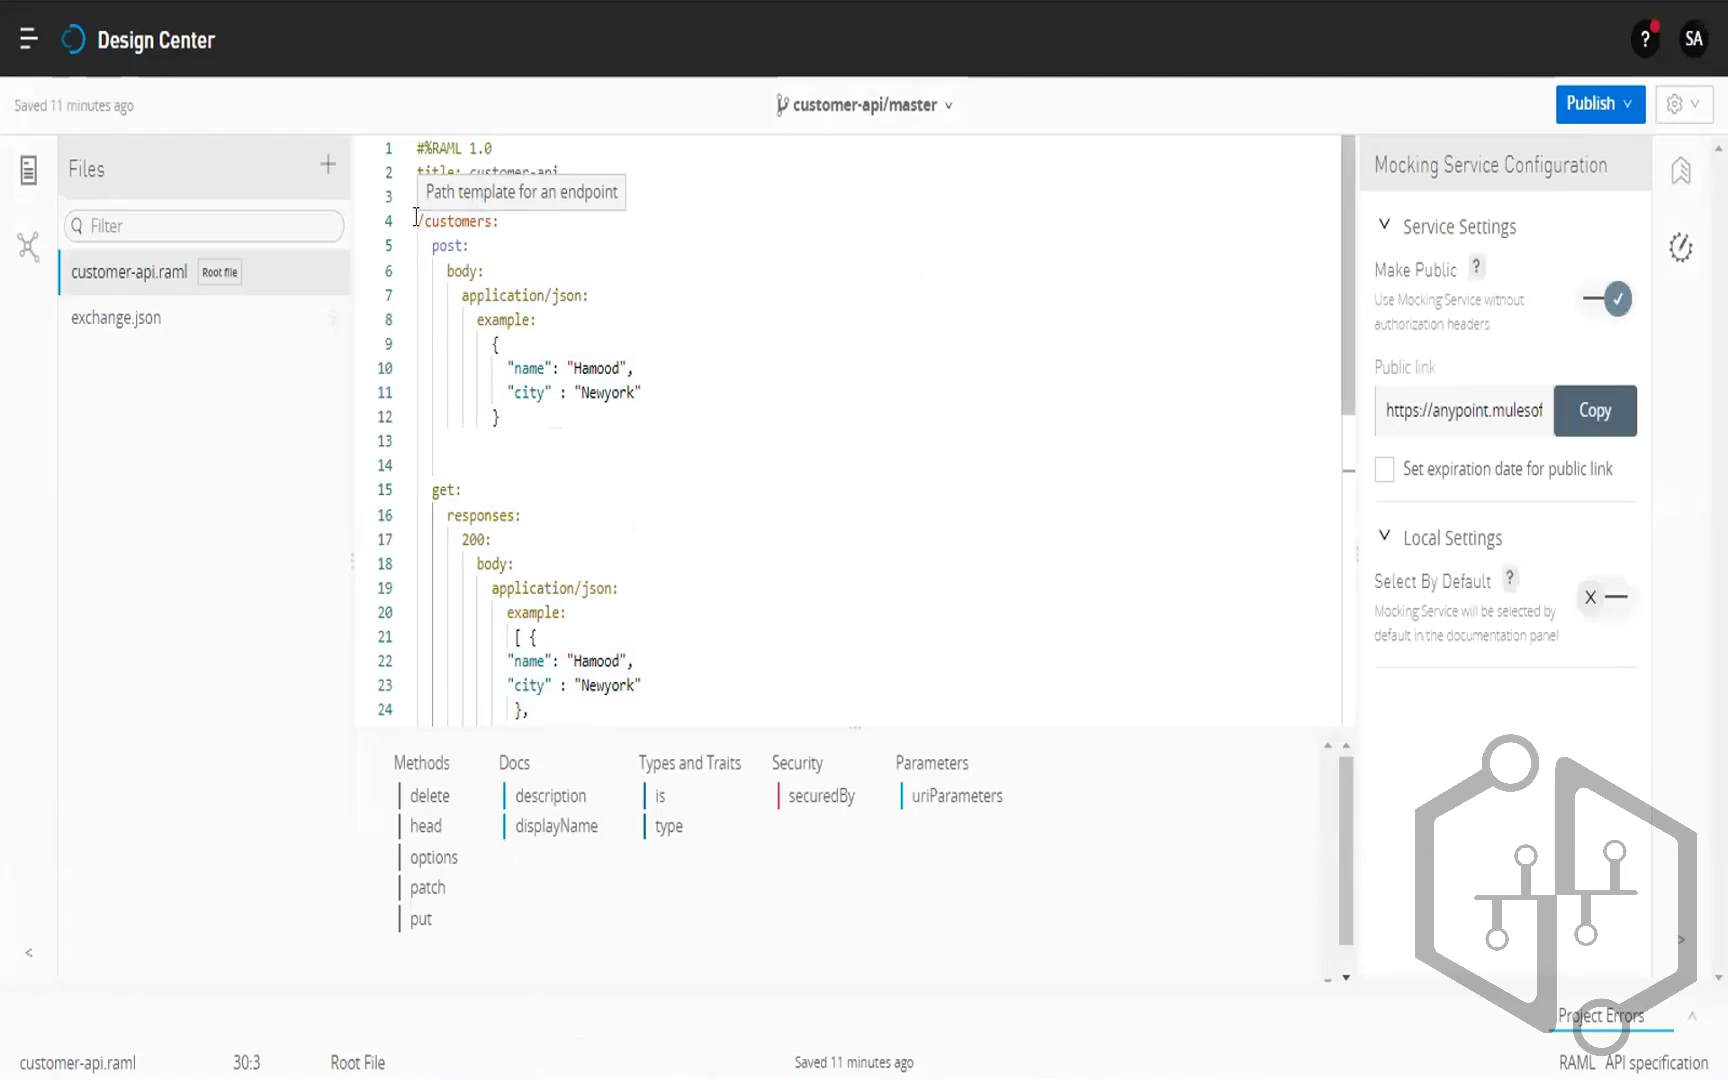 Design Center
?
SA
Saved 11 minutes ago
customer-api/master
Publish
Files
Filter
customer-api.raml Root file
exchange.json
1 #%RAML 1.0
2 title: customer-api
3 Path template for an endpoint
4 /customers:
5 post:
6 body:
7 application/json:
8 example:
9 {
10 "name": "Hamood",
11 "city" : "Newyork"
12 }
13
14
15 get:
16 responses:
17 200:
18 body:
19 application/json:
20 example:
21 [ {
22 "name": "Hamood",
23 "city" : "Newyork"
24 },
Mocking Service Configuration
Service Settings
Make Public ?
Use Mocking Service without
authorization headers
Public link
https://anypoint.mulesof
Copy
Set expiration date for public link
Local Settings
Select By Default ?
Mocking Service will be selected by
default in the documentation panel
Methods Docs Types and Traits Security Parameters
delete description is securedBy uriParameters
head displayName type
options
patch
put
Project Errors
customer-api.raml 30:3 Root File Saved 11 minutes ago RAML API specification